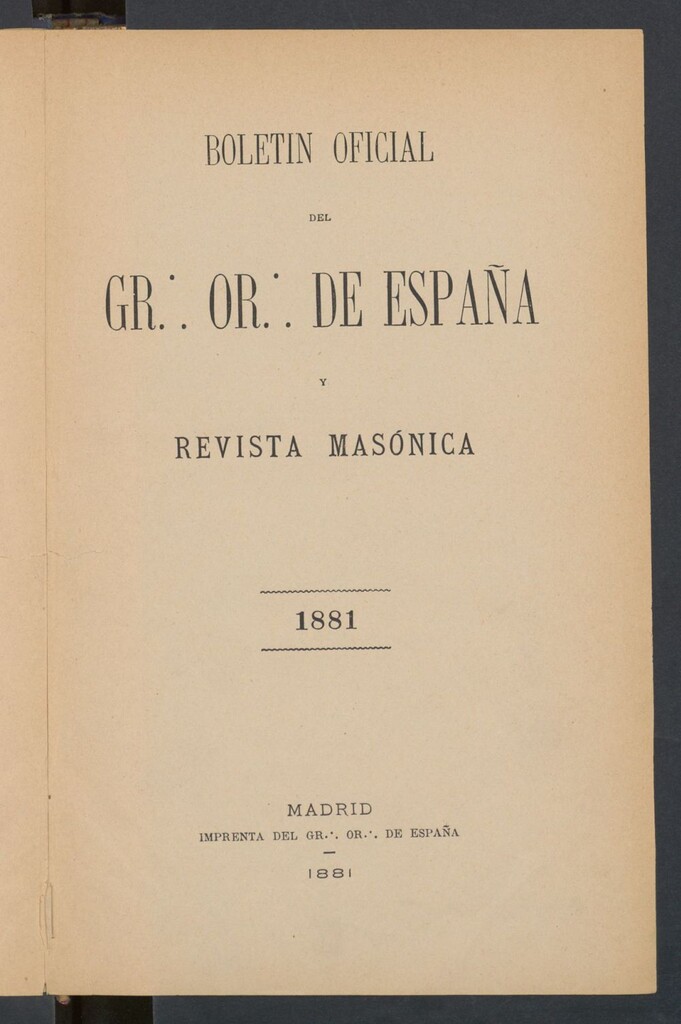 BOLETIN OFICIAL
DEL
GR.·. OR.·. DE ESPAÑA
Y
REVISTA MASÓNICA
1881
MADRID
IMPRENTA DEL GR.·. OR.·. DE ESPAÑA
1881